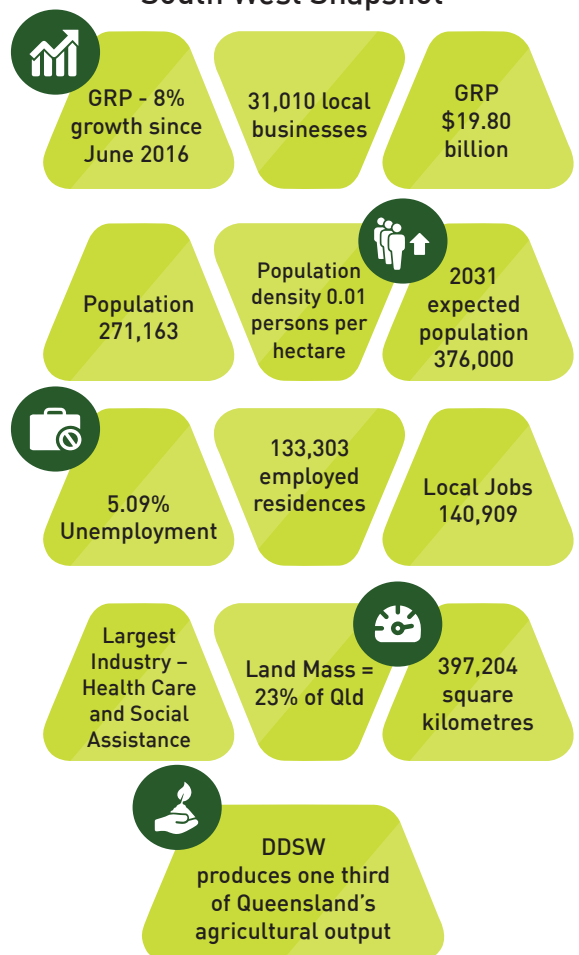 South West Snapshot
GRP - 8%
growth since
June 2016
31,010 local
businesses
GRP
$19.80
billion
Population
271,163
Population
density 0.01
persons per
hectare
2031
expected
population
376,000
5.09%
Unemployment
133,303
employed
residences
Local Jobs
140,909
Largest
Industry –
Health Care
and Social
Assistance
Land Mass =
23% of Qld
397,204
square
kilometres
DDSW
produces one third
of Queensland’s
agricultural output